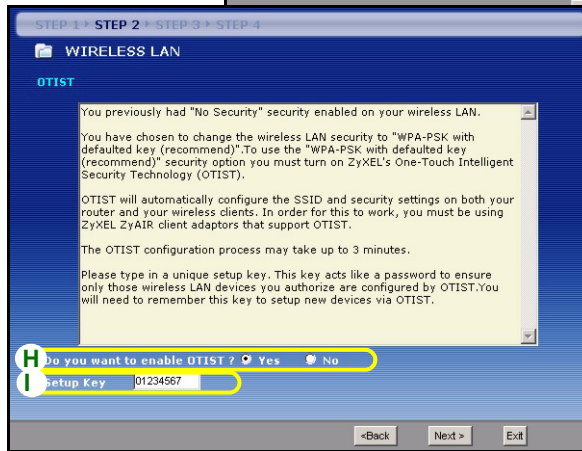 STEP 1 › STEP 2 › STEP 3 › STEP 4
WIRELESS LAN
OTIST
You previously had "No Security" security enabled on your wireless LAN.
You have chosen to change the wireless LAN security to "WPA-PSK with
defaulted key (recommend)".To use the "WPA-PSK with defaulted key
(recommend)" security option you must turn on ZyXEL's One-Touch Intelligent
Security Technology (OTIST).
OTIST will automatically configure the SSID and security settings on both your
router and your wireless clients. In order for this to work, you must be using
ZyXEL ZyAIR client adaptors that support OTIST.
The OTIST configuration process may take up to 3 minutes.
Please type in a unique setup key. This key acts like a password to ensure
only those wireless LAN devices you authorize are configured by OTIST.You
will need to remember this key to setup new devices via OTIST.
H Do you want to enable OTIST ? Yes No
I Setup Key 01234567
<Back Next > Exit